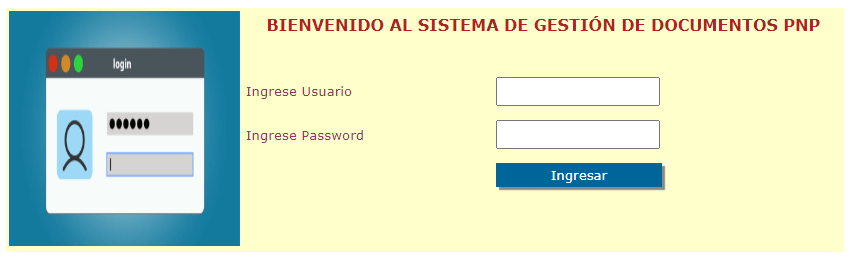 BIENVENIDO AL SISTEMA DE GESTIÓN DE DOCUMENTOS PNP
login
Ingrese Usuario
Ingrese Password
Ingresar